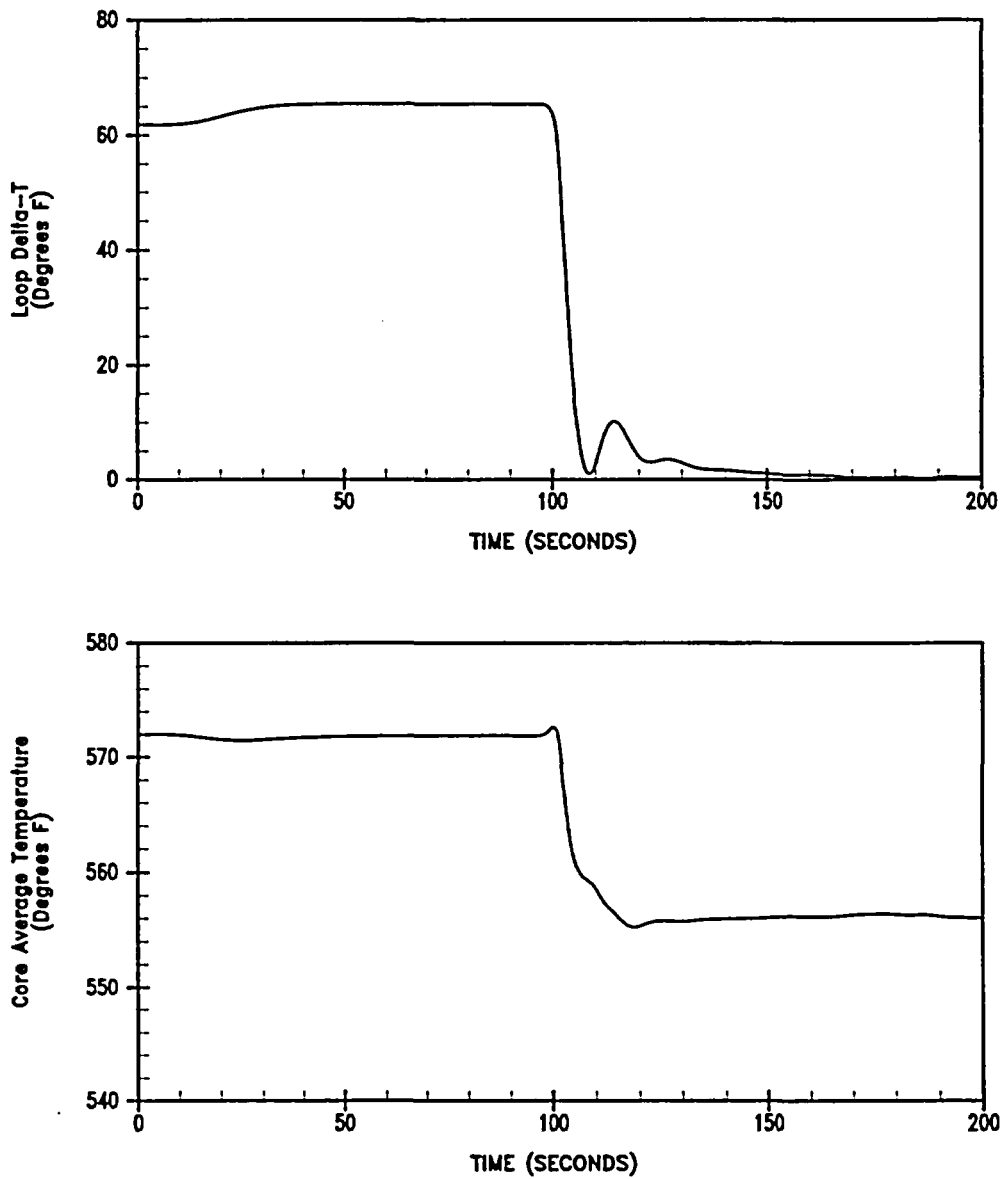 80
60
40
20
0
Loop Delta-T
(Degrees F)
0 50 100 150 200
TIME (SECONDS)
580
570
560
550
540
Core Average Temperature
(Degrees F)
0 50 100 150 200
TIME (SECONDS)